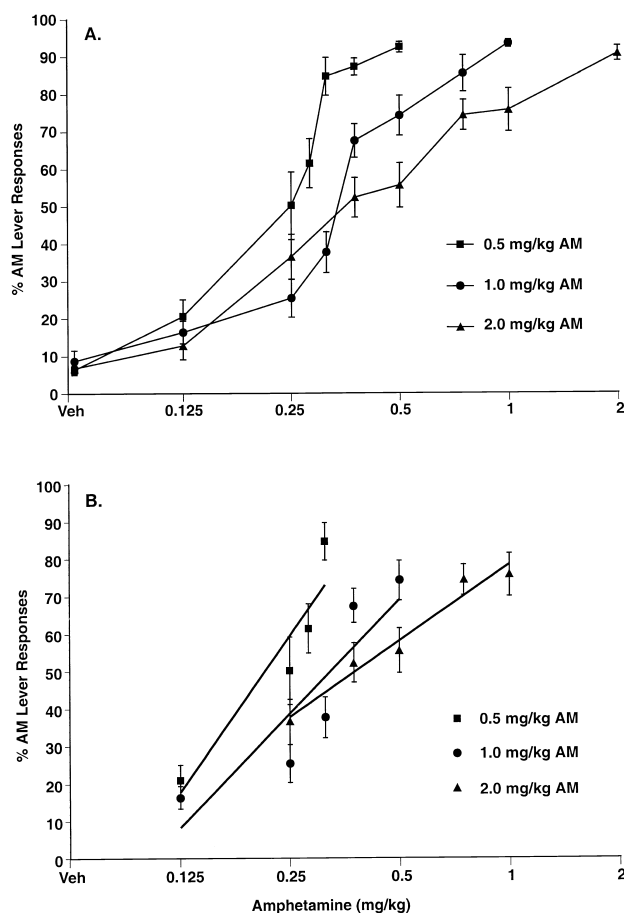 A.
100
90
80
70
60
50
40
30
20
10
0
% AM Lever Responses
0.5 mg/kg AM
1.0 mg/kg AM
2.0 mg/kg AM
Veh 0.125 0.25 0.5 1 2
B.
100
90
80
70
60
50
40
30
20
10
0
% AM Lever Responses
0.5 mg/kg AM
1.0 mg/kg AM
2.0 mg/kg AM
Veh 0.125 0.25 0.5 1 2
Amphetamine (mg/kg)